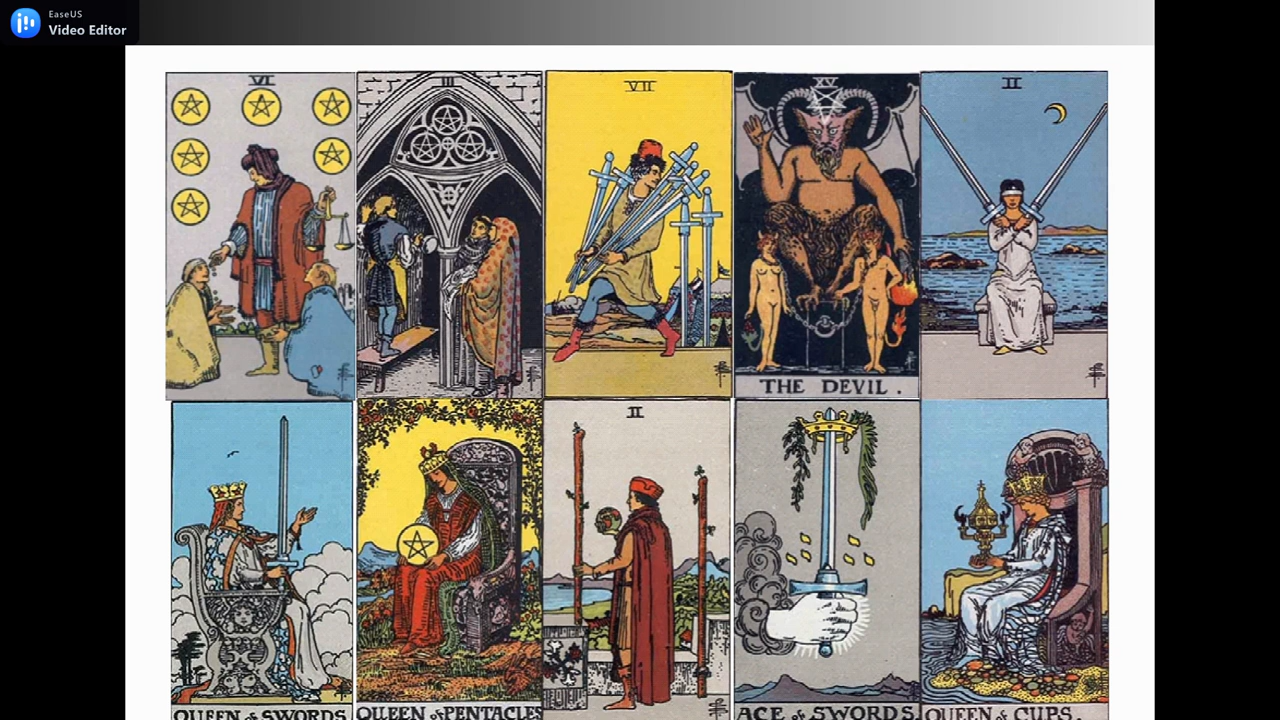 EaseUS
Video Editor
VI
III
VII
XV
II
THE DEVIL.
II
QUEEN of SWORDS
QUEEN of PENTACLES
ACE of SWORDS.
QUEEN of CUPS.